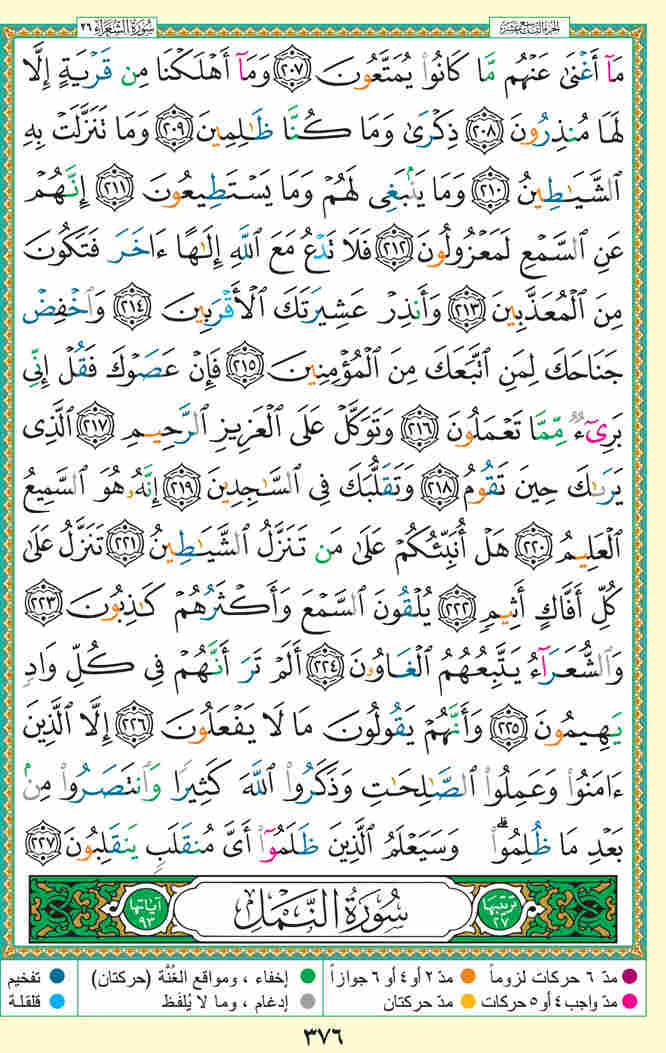 سُورَةُ الشُّعَرَاء ٢٦
الجزء التاسع عشر
مَآ أَغْنَىٰ عَنْهُم مَّا كَانُوا۟ يُمَتَّعُونَ ٢٠٧ وَمَآ أَهْلَكْنَا مِن قَرْيَةٍ إِلَّا
لَهَا مُنذِرُونَ ٢٠٨ ذِكْرَىٰ وَمَا كُنَّا ظَٰلِمِينَ ٢٠٩ وَمَا تَنَزَّلَتْ بِهِ
ٱلشَّيَٰطِينُ ٢١٠ وَمَا يَنۢبَغِى لَهُمْ وَمَا يَسْتَطِيعُونَ ٢١١ إِنَّهُمْ
عَنِ ٱلسَّمْعِ لَمَعْزُولُونَ ٢١٢ فَلَا تَدْعُ مَعَ ٱللَّهِ إِلَٰهًا ءَاخَرَ فَتَكُونَ
مِنَ ٱلْمُعَذَّبِينَ ٢١٣ وَأَنذِرْ عَشِيرَتَكَ ٱلْأَقْرَبِينَ ٢١٤ وَٱخْفِضْ
جَنَاحَكَ لِمَنِ ٱتَّبَعَكَ مِنَ ٱلْمُؤْمِنِينَ ٢١٥ فَإِنْ عَصَوْكَ فَقُلْ إِنِّى
بَرِىٓءٌ مِّمَّا تَعْمَلُونَ ٢١٦ وَتَوَكَّلْ عَلَى ٱلْعَزِيزِ ٱلرَّحِيمِ ٢١٧ ٱلَّذِى
يَرَىٰكَ حِينَ تَقُومُ ٢١٨ وَتَقَلُّبَكَ فِى ٱلسَّٰجِدِينَ ٢١٩ إِنَّهُۥ هُوَ ٱلسَّمِيعُ
ٱلْعَلِيمُ ٢٢٠ هَلْ أُنَبِّئُكُمْ عَلَىٰ مَن تَنَزَّلُ ٱلشَّيَٰطِينُ ٢٢١ تَنَزَّلُ عَلَىٰ
كُلِّ أَفَّاكٍ أَثِيمٍ ٢٢٢ يُلْقُونَ ٱلسَّمْعَ وَأَكْثَرُهُمْ كَٰذِبُونَ ٢٢٣
وَٱلشُّعَرَآءُ يَتَّبِعُهُمُ ٱلْغَاوُۥنَ ٢٢٤ أَلَمْ تَرَ أَنَّهُمْ فِى كُلِّ وَادٍ
يَهِيمُونَ ٢٢٥ وَأَنَّهُمْ يَقُولُونَ مَا لَا يَفْعَلُونَ ٢٢٦ إِلَّا ٱلَّذِينَ
ءَامَنُوا۟ وَعَمِلُوا۟ ٱلصَّٰلِحَٰتِ وَذَكَرُوا۟ ٱللَّهَ كَثِيرًا وَٱنتَصَرُوا۟ مِنۢ
بَعْدِ مَا ظُلِمُوا۟ ۗ وَسَيَعْلَمُ ٱلَّذِينَ ظَلَمُوٓا۟ أَىَّ مُنقَلَبٍ يَنقَلِبُونَ ٢٢٧
ترتيبها ٢٧
سُورَةُ النَّمْلِ
آياتها ٩٣
مدّ ٦ حركات لزوماً
مدّ ٢ أو ٤ أو ٦ جوازاً
إخفاء ، ومواقع الغُنَّة (حركتان)
تفخيم
مدّ واجب ٤ أو ٥ حركات
مدّ حركتان
إدغام ، وما لا يُلفَظ
قلقلة
٣٧٦